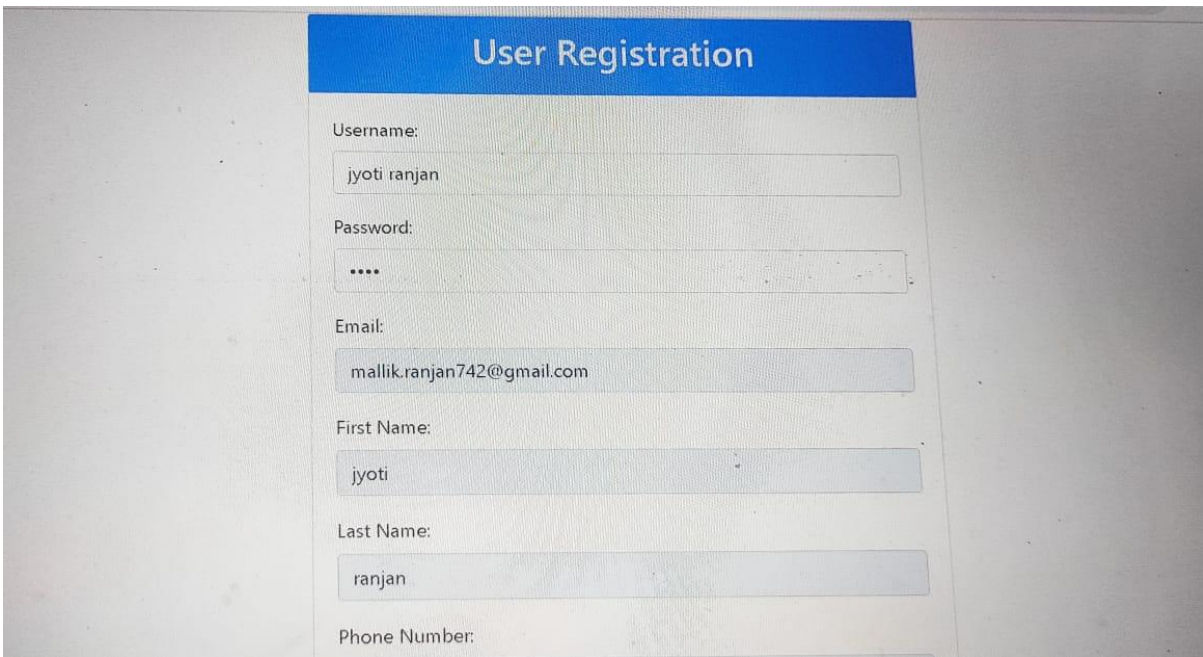 User Registration
Username:
jyoti ranjan
Password:
••••
Email:
mallik.ranjan742@gmail.com
First Name:
jyoti
Last Name:
ranjan
Phone Number: